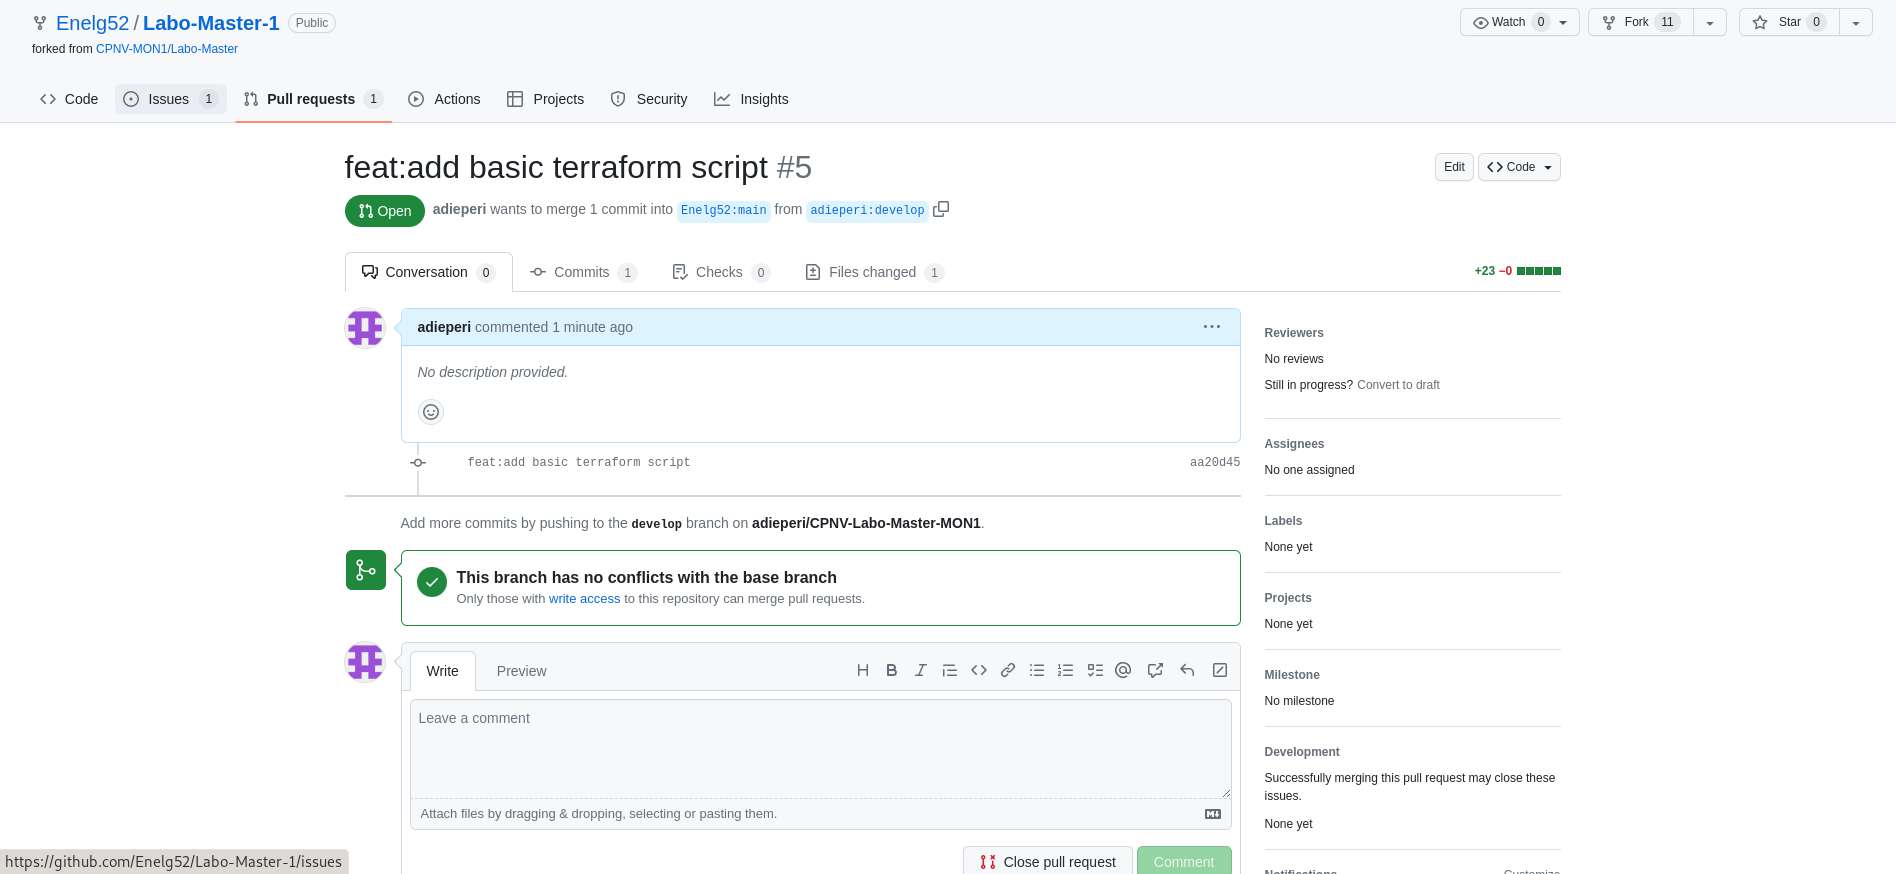 Enelg52 / Labo-Master-1 Public
Watch 0 Fork 11 Star 0
forked from CPNV-MON1/Labo-Master
Code Issues 1 Pull requests 1 Actions Projects Security Insights
feat:add basic terraform script #5
Edit Code
Open adieperi wants to merge 1 commit into Enelg52:main from adieperi:develop
Conversation 0 Commits 1 Checks 0 Files changed 1
+23 −0
adieperi commented 1 minute ago
No description provided.
feat:add basic terraform script aa20d45
Add more commits by pushing to the develop branch on adieperi/CPNV-Labo-Master-MON1.
This branch has no conflicts with the base branch
Only those with write access to this repository can merge pull requests.
Write Preview
Leave a comment
Attach files by dragging & dropping, selecting or pasting them.
Close pull request Comment
Reviewers
No reviews
Still in progress? Convert to draft
Assignees
No one assigned
Labels
None yet
Projects
None yet
Milestone
No milestone
Development
Successfully merging this pull request may close these
issues.
None yet
Notifications Customize
https://github.com/Enelg52/Labo-Master-1/issues